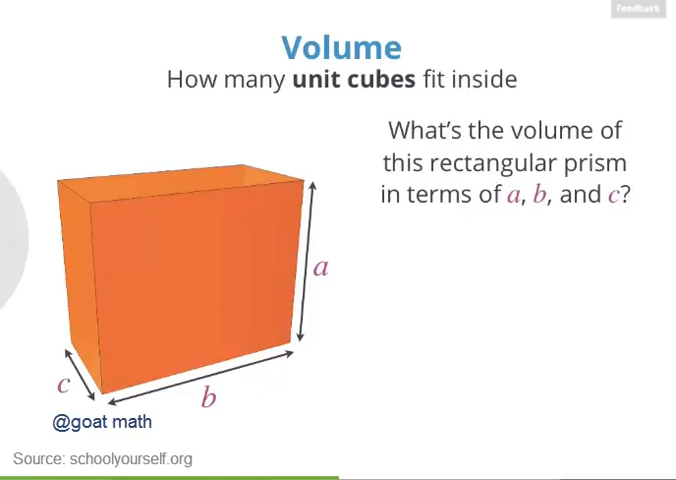 Feedback
Volume
How many unit cubes fit inside
What's the volume of
this rectangular prism
in terms of a, b, and c?
a
c
b
@goat math
Source: schoolyourself.org